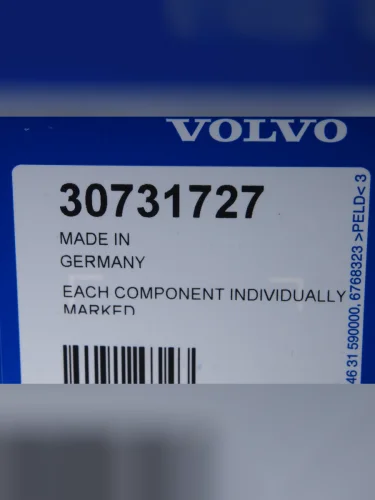 VOLVO
30731727
MADE IN
GERMANY
EACH COMPONENT INDIVIDUALLY
MARKED
46 31 590000, 6768323 >PELD< 3